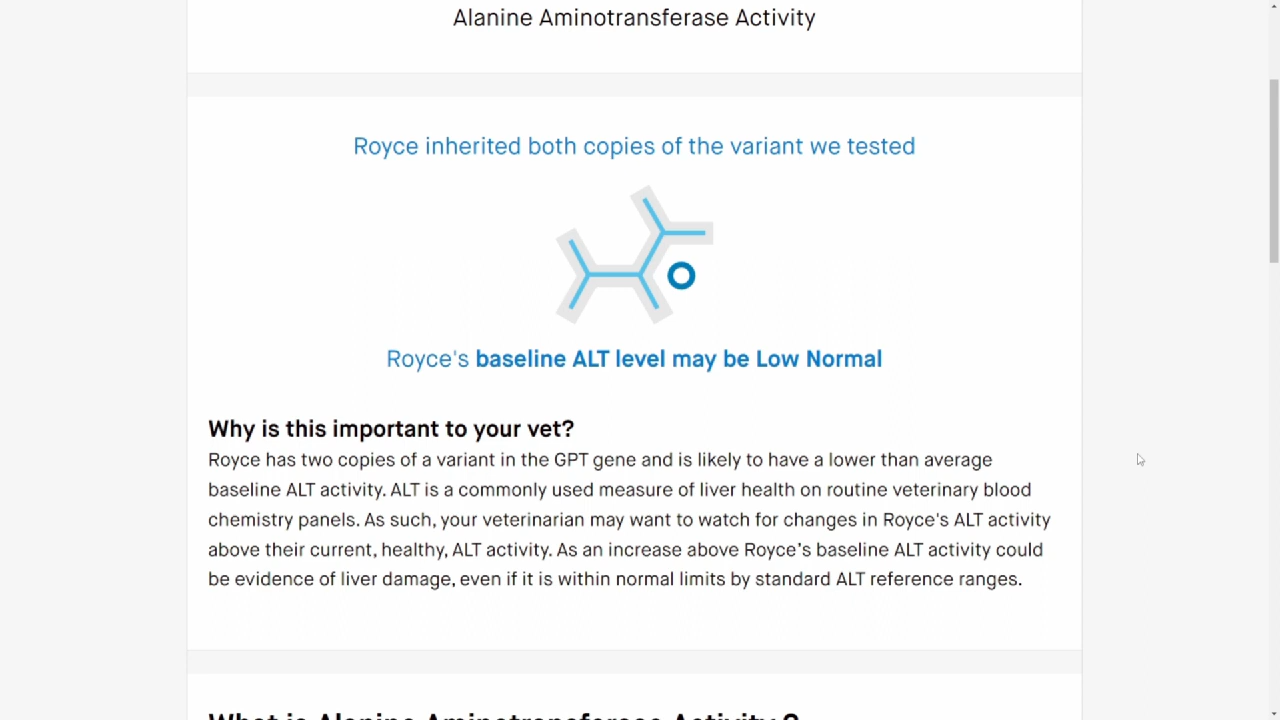 Alanine Aminotransferase Activity
Royce inherited both copies of the variant we tested
Royce's baseline ALT level may be Low Normal
Why is this important to your vet?
Royce has two copies of a variant in the GPT gene and is likely to have a lower than average
baseline ALT activity. ALT is a commonly used measure of liver health on routine veterinary blood
chemistry panels. As such, your veterinarian may want to watch for changes in Royce's ALT activity
above their current, healthy, ALT activity. As an increase above Royce’s baseline ALT activity could
be evidence of liver damage, even if it is within normal limits by standard ALT reference ranges.
What is Alanine Aminotransferase Activity ?